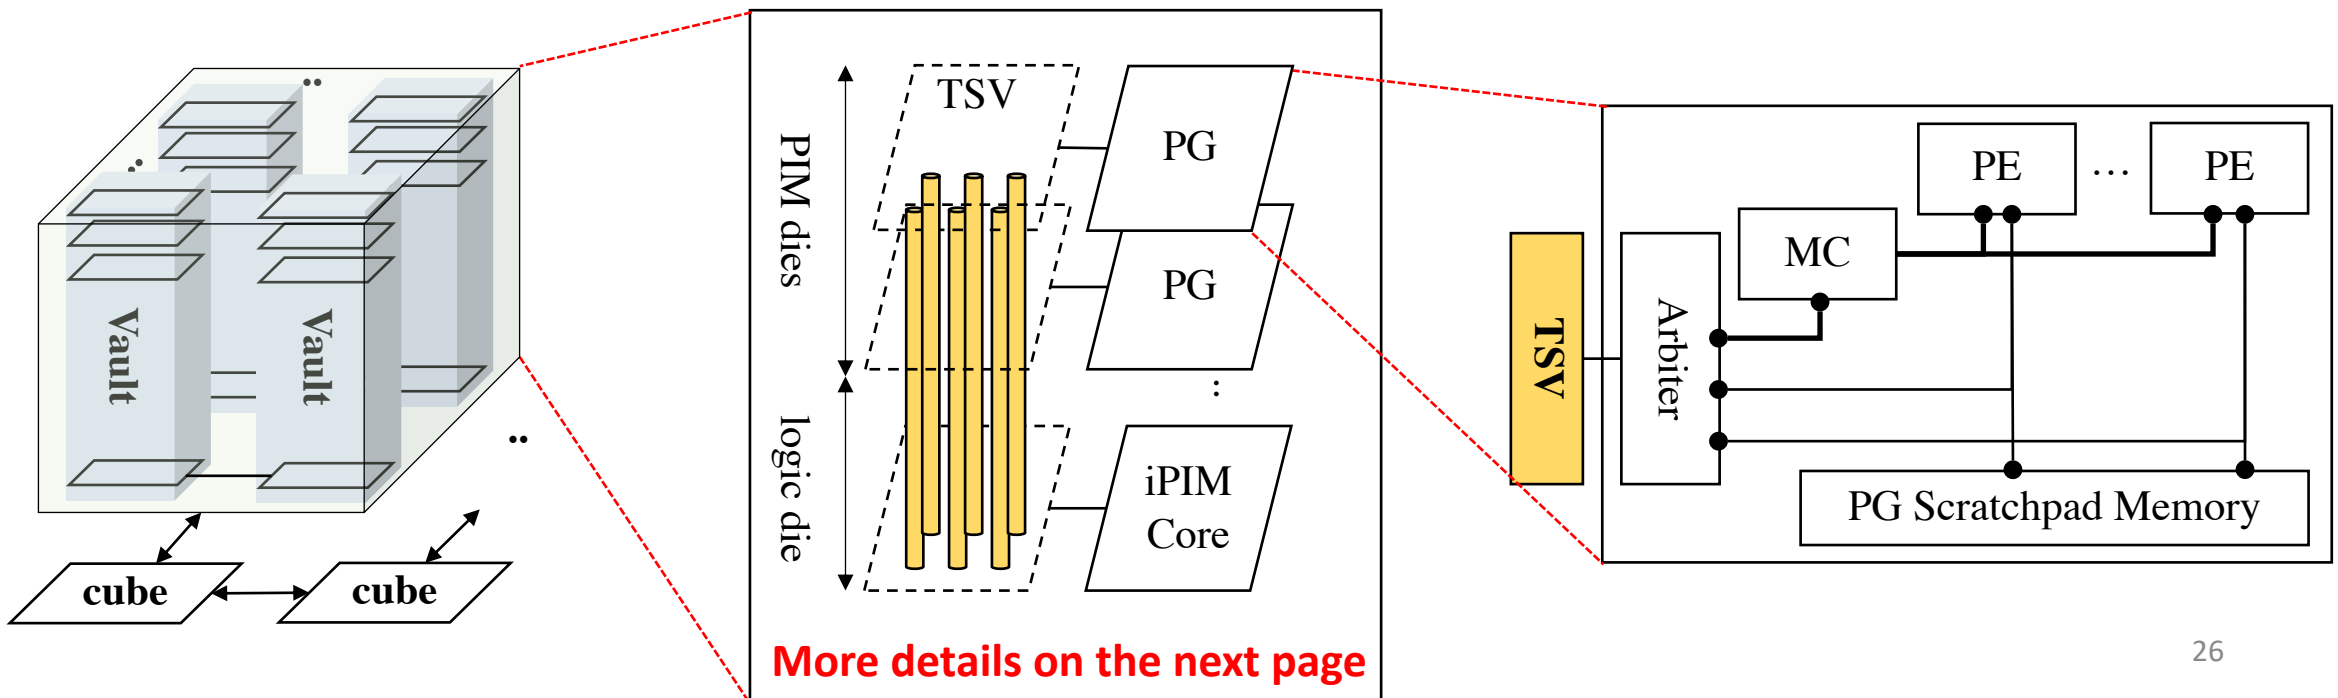 Vault
Vault
cube
cube
..
..
..
PIM dies
logic die
TSV
PG
PG
:
iPIM
Core
More details on the next page
TSV
Arbiter
MC
PE
...
PE
PG Scratchpad Memory
26